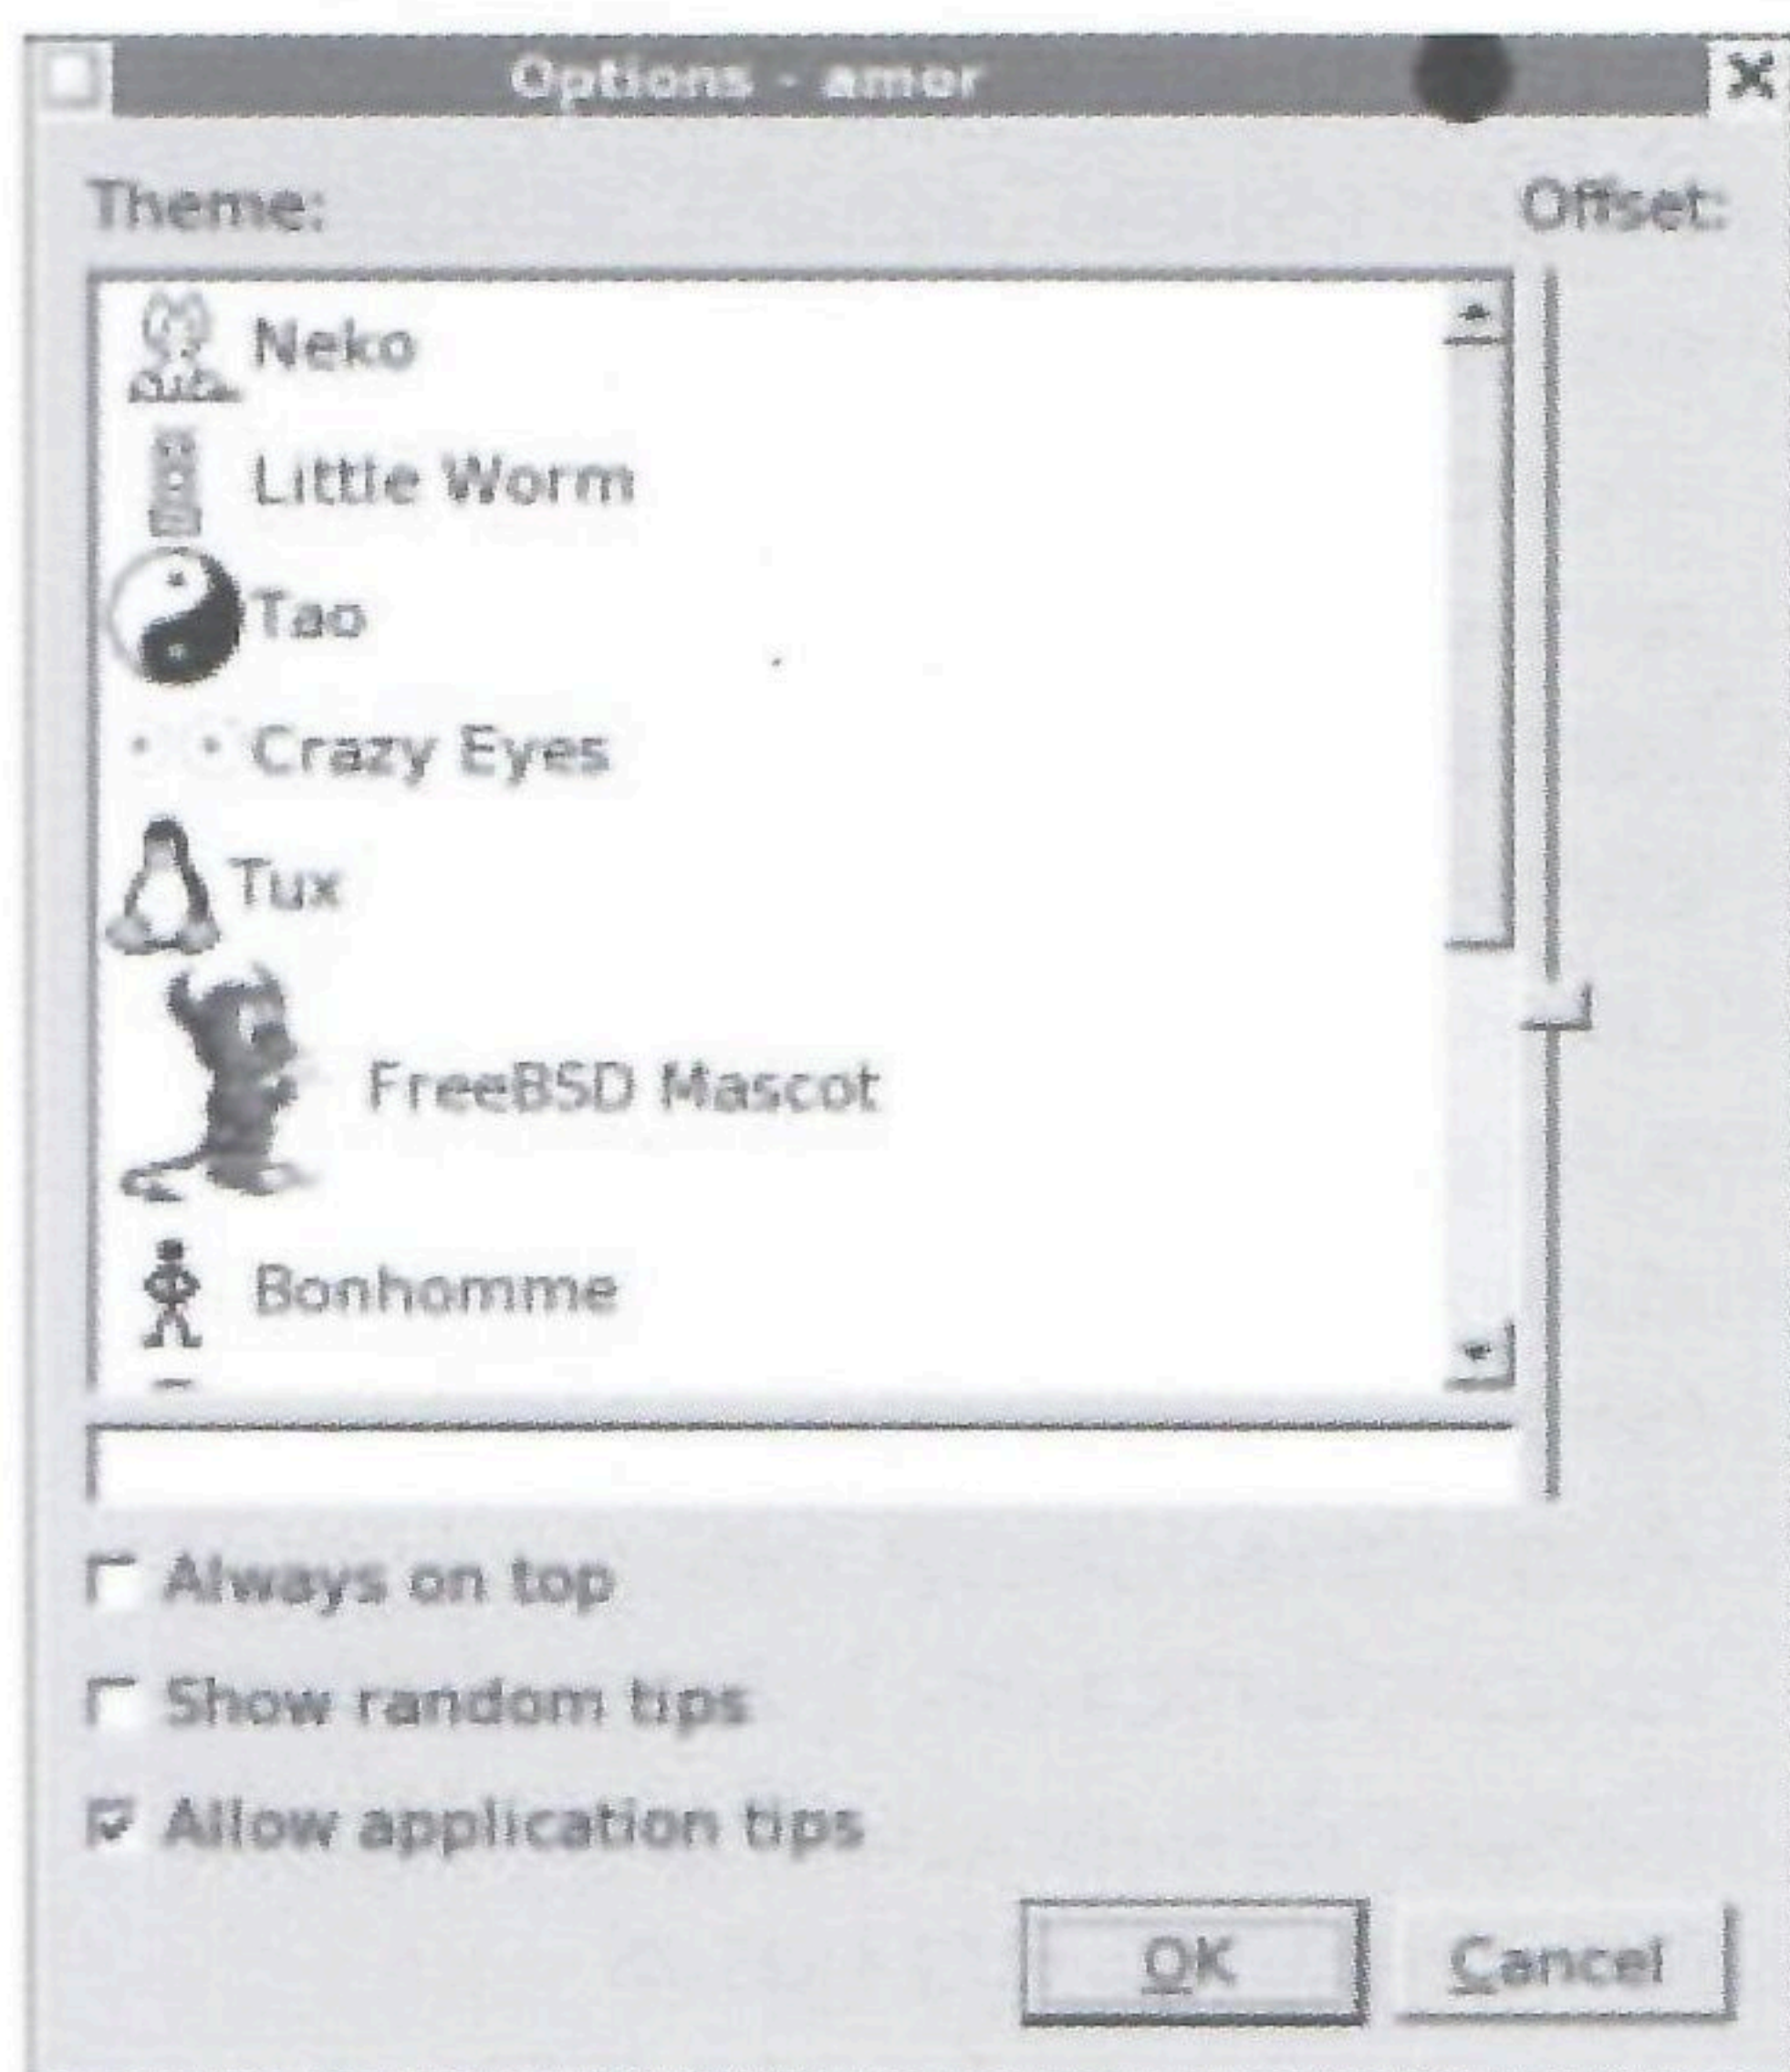 Options - amor
Theme:
Offset:
Neko
Little Worm
Tao
Crazy Eyes
Tux
FreeBSD Mascot
Bonhomme
Always on top
Show random tips
Allow application tips
OK
Cancel